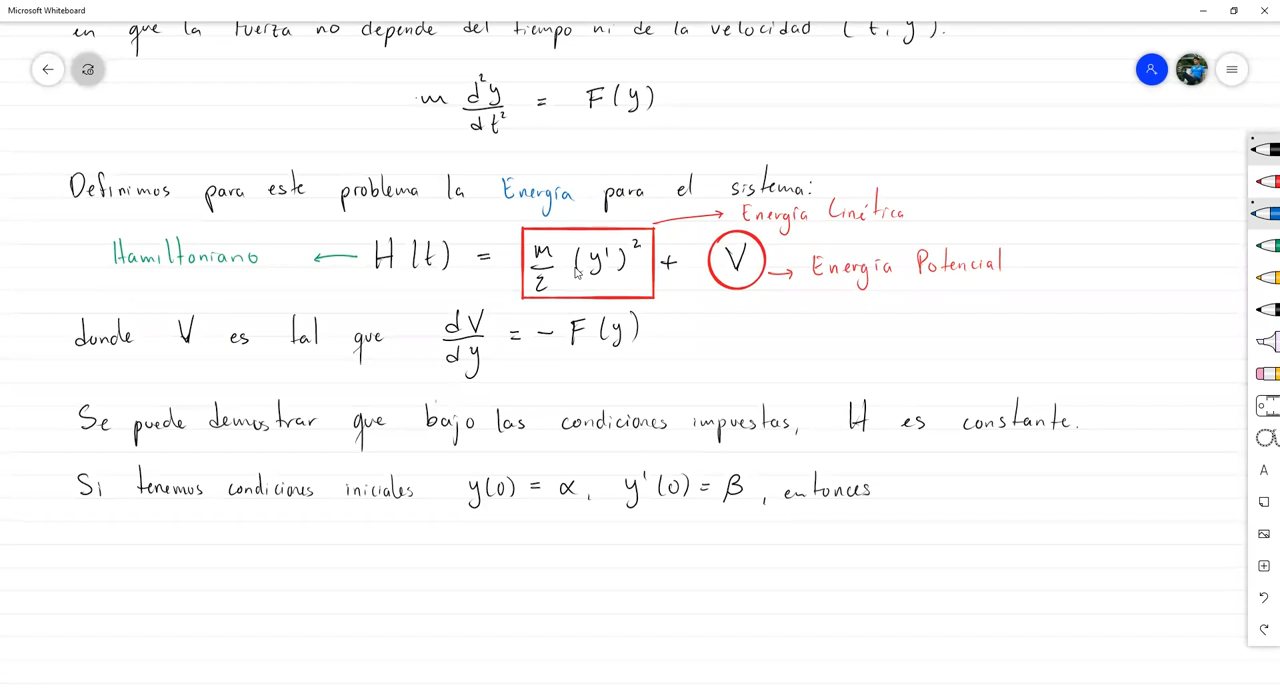 Microsoft Whiteboard
en que la fuerza no depende del tiempo ni de la velocidad (t, y').
m d²y/dt² = F(y)
Definimos para este problema la Energía para el sistema:
Energía Cinética
Hamiltoniano ← H(t) = m/2 (y')² + V → Energía Potencial
donde V es tal que dV/dy = - F(y)
Se puede demostrar que bajo las condiciones impuestas, H es constante.
Si tenemos condiciones iniciales y(0) = α, y'(0) = β, entonces
A